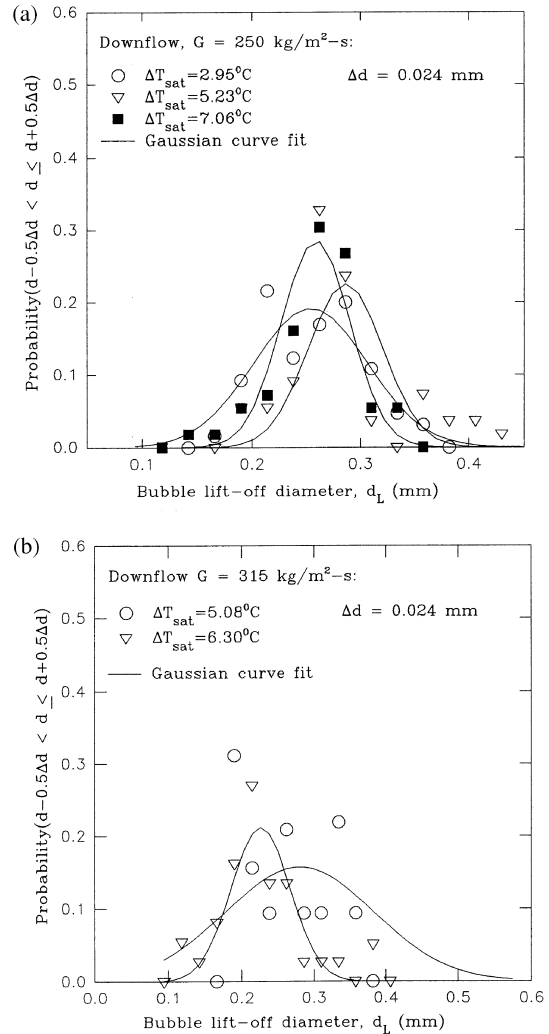 (a)
0.6
0.5
0.4
0.3
0.2
0.1
0.0
Probability(d−0.5Δd < d ≤ d+0.5Δd)
Downflow, G = 250 kg/m²−s:
ΔT_sat=2.95⁰C Δd = 0.024 mm
ΔT_sat=5.23⁰C
ΔT_sat=7.06⁰C
Gaussian curve fit
0.1 0.2 0.3 0.4
Bubble lift−off diameter, d_L (mm)
(b)
0.6
0.5
0.4
0.3
0.2
0.1
0.0
Probability(d−0.5Δd < d ≤ d+0.5Δd)
Downflow G = 315 kg/m²−s:
ΔT_sat=5.08⁰C Δd = 0.024 mm
ΔT_sat=6.30⁰C
Gaussian curve fit
0.0 0.1 0.2 0.3 0.4 0.5 0.6
Bubble lift−off diameter, d_L (mm)